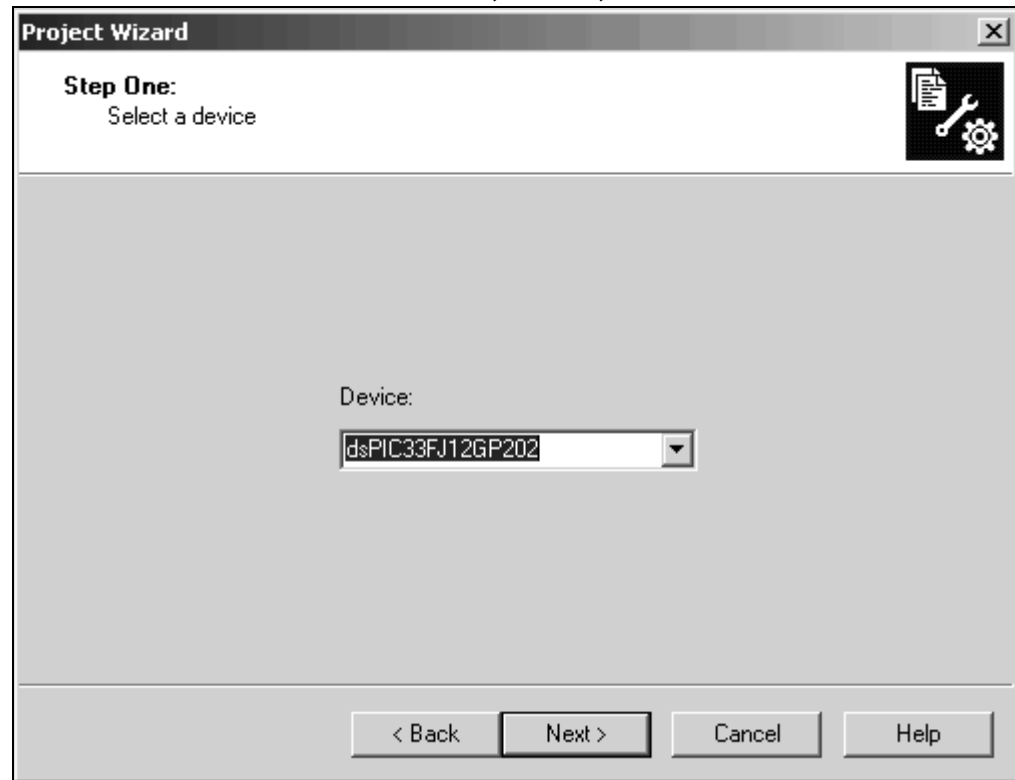 Project Wizard
Step One:
Select a device
Device:
dsPIC33FJ12GP202
< Back Next > Cancel Help